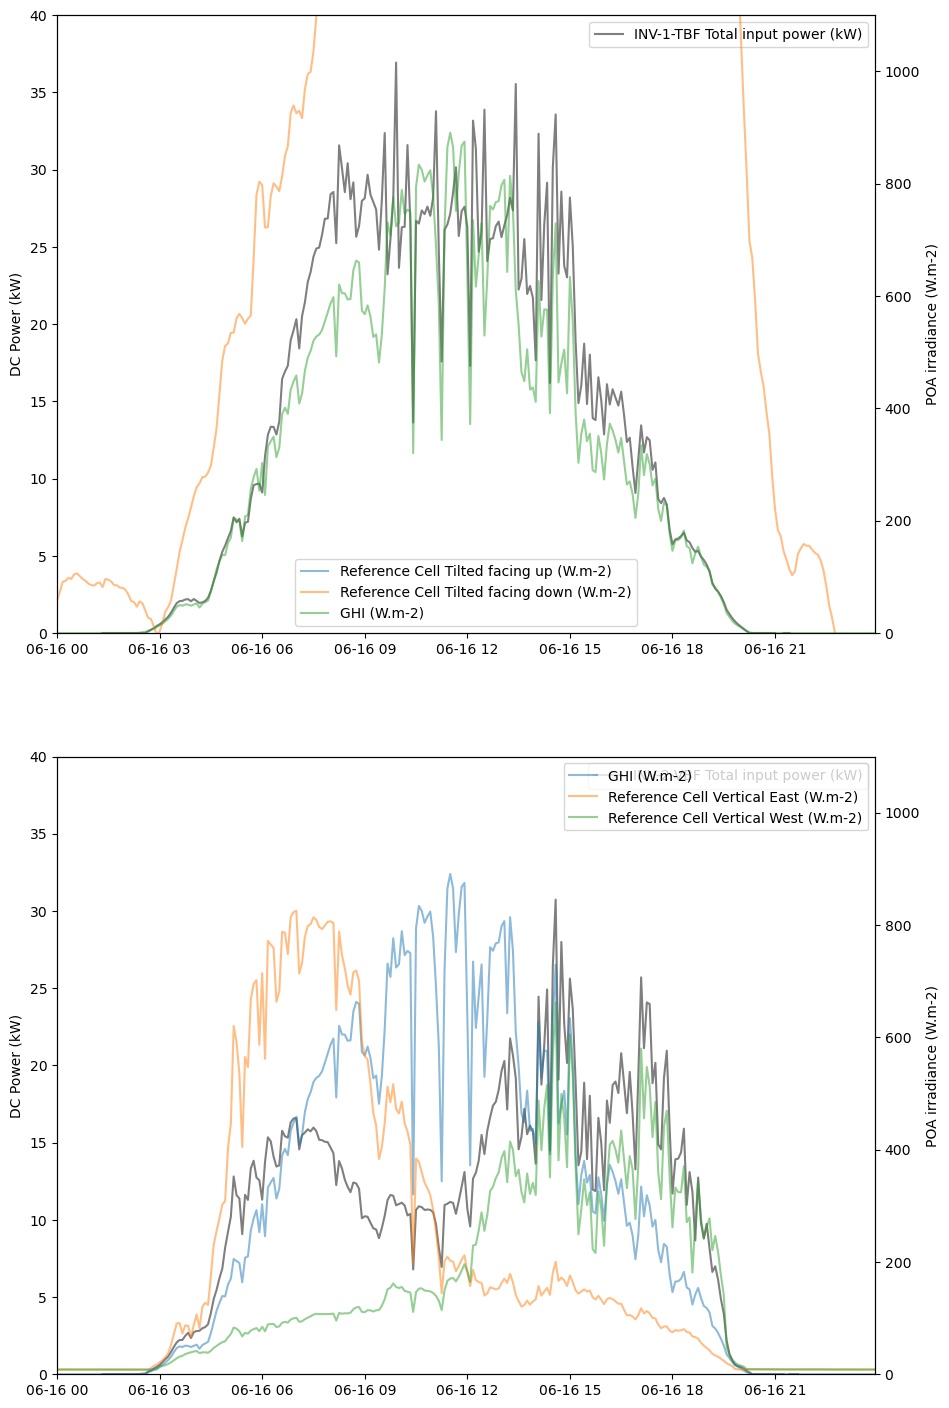 INV-1-TBF Total input power (kW)
40
35
30
25
20
15
10
5
0
DC Power (kW)
1000
800
600
400
200
0
POA irradiance (W.m-2)
Reference Cell Tilted facing up (W.m-2)
Reference Cell Tilted facing down (W.m-2)
GHI (W.m-2)
06-16 00 06-16 03 06-16 06 06-16 09 06-16 12 06-16 15 06-16 18 06-16 21
GHI (W.m-2)
Total input power (kW)
Reference Cell Vertical East (W.m-2)
Reference Cell Vertical West (W.m-2)
40
35
30
25
20
15
10
5
0
DC Power (kW)
1000
800
600
400
200
0
POA irradiance (W.m-2)
06-16 00 06-16 03 06-16 06 06-16 09 06-16 12 06-16 15 06-16 18 06-16 21